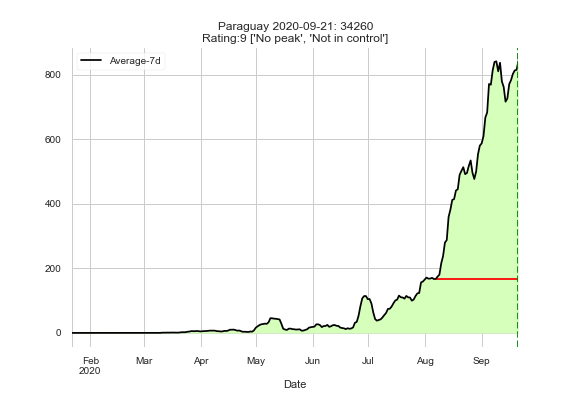 Paraguay 2020-09-21: 34260
Rating:9 ['No peak', 'Not in control']
Average-7d
800
600
400
200
0
Feb Mar Apr May Jun Jul Aug Sep
2020
Date